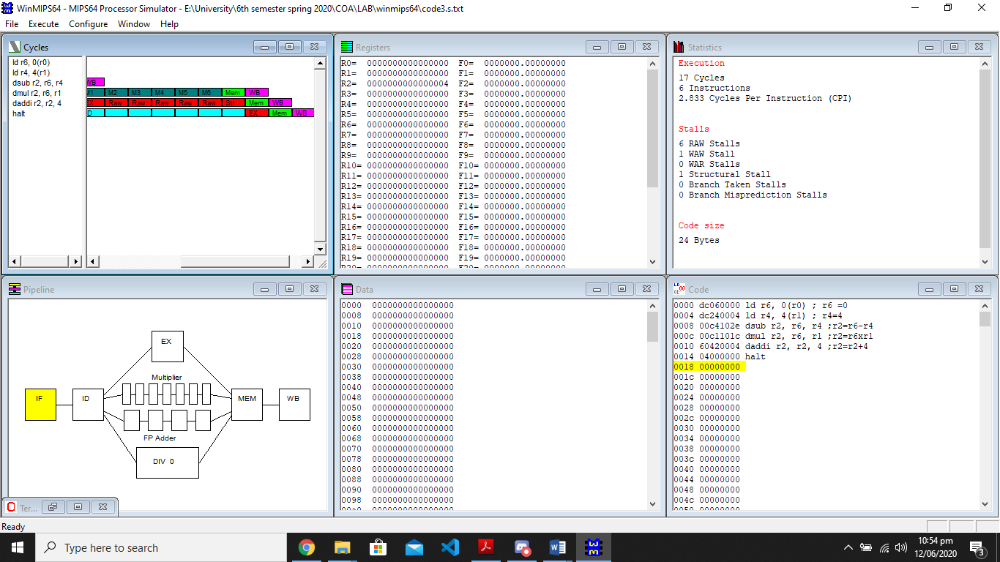 WinMIPS64 - MIPS64 Processor Simulator - E:\University\6th semester spring 2020\COA\LAB\winmips64\code3.s.txt
File Execute Configure Window Help
Cycles
ld r6, 0(r0)
ld r4, 4(r1)
dsub r2, r6, r4 WB
dmul r2, r6, r1 M1 M2 M3 M4 M5 M6 Mem WB
daddi r2, r2, 4 EX Raw Raw Raw Raw Raw Str Mem WB
halt ID EX Mem WB
Registers
R0= 0000000000000000 F0= 0000000.00000000
R1= 0000000000000000 F1= 0000000.00000000
R2= 0000000000000004 F2= 0000000.00000000
R3= 0000000000000000 F3= 0000000.00000000
R4= 0000000000000000 F4= 0000000.00000000
R5= 0000000000000000 F5= 0000000.00000000
R6= 0000000000000000 F6= 0000000.00000000
R7= 0000000000000000 F7= 0000000.00000000
R8= 0000000000000000 F8= 0000000.00000000
R9= 0000000000000000 F9= 0000000.00000000
R10= 0000000000000000 F10= 0000000.00000000
R11= 0000000000000000 F11= 0000000.00000000
R12= 0000000000000000 F12= 0000000.00000000
R13= 0000000000000000 F13= 0000000.00000000
R14= 0000000000000000 F14= 0000000.00000000
R15= 0000000000000000 F15= 0000000.00000000
R16= 0000000000000000 F16= 0000000.00000000
R17= 0000000000000000 F17= 0000000.00000000
R18= 0000000000000000 F18= 0000000.00000000
R19= 0000000000000000 F19= 0000000.00000000
R20= 0000000000000000 F20= 0000000.00000000
Statistics
Execution
17 Cycles
6 Instructions
2.833 Cycles Per Instruction (CPI)
Stalls
6 RAW Stalls
1 WAW Stall
0 WAR Stalls
1 Structural Stall
0 Branch Taken Stalls
0 Branch Misprediction Stalls
Code size
24 Bytes
Pipeline
EX
Multiplier
IF ID MEM WB
FP Adder
DIV 0
Ter...
Data
0000 0000000000000000
0008 0000000000000000
0010 0000000000000000
0018 0000000000000000
0020 0000000000000000
0028 0000000000000000
0030 0000000000000000
0038 0000000000000000
0040 0000000000000000
0048 0000000000000000
0050 0000000000000000
0058 0000000000000000
0060 0000000000000000
0068 0000000000000000
0070 0000000000000000
0078 0000000000000000
0080 0000000000000000
0088 0000000000000000
0090 0000000000000000
0098 0000000000000000
00a0 0000000000000000
Code
0000 dc060000 ld r6, 0(r0) ; r6 =0
0004 dc240004 ld r4, 4(r1) ; r4=4
0008 00c4102e dsub r2, r6, r4 ;r2=r6-r4
000c 00c1101c dmul r2, r6, r1 ;r2=r6xr1
0010 60420004 daddi r2, r2, 4 ;r2=r2+4
0014 04000000 halt
0018 00000000
001c 00000000
0020 00000000
0024 00000000
0028 00000000
002c 00000000
0030 00000000
0034 00000000
0038 00000000
003c 00000000
0040 00000000
0044 00000000
0048 00000000
004c 00000000
0050 00000000
Ready
Type here to search
10:54 pm
12/06/2020
3